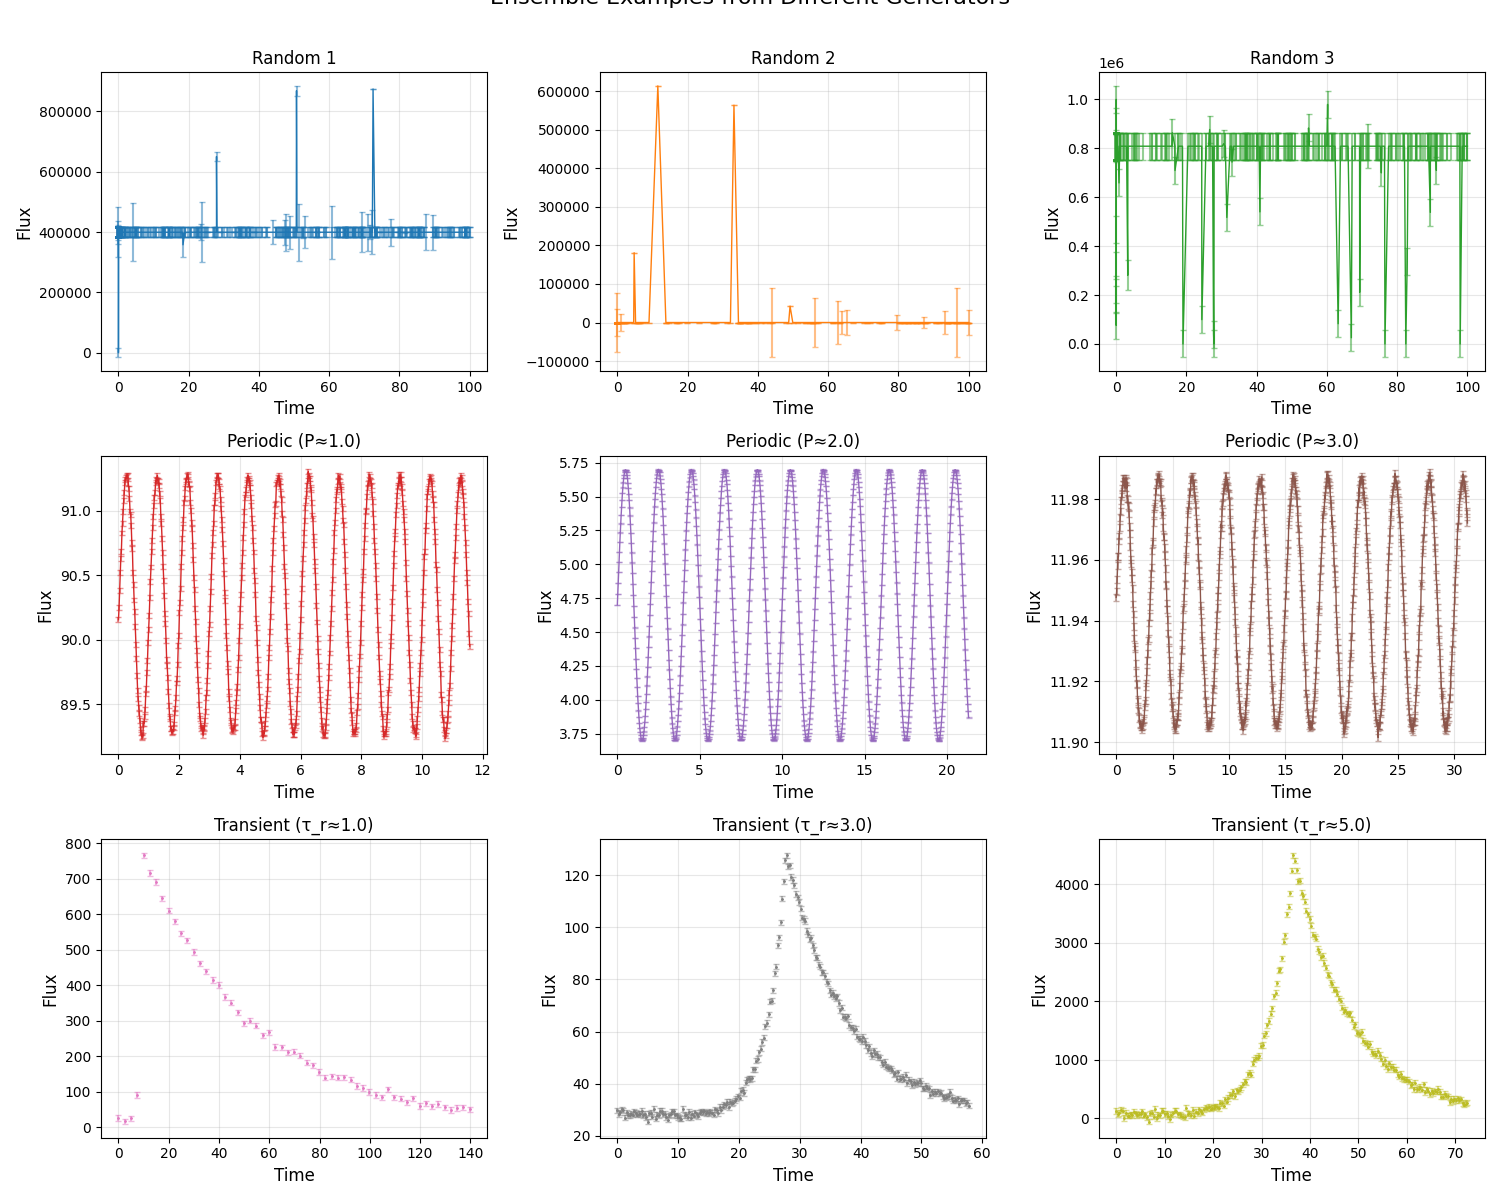 Ensemble Examples from Different Generators
Random 1
Flux
800000
600000
400000
200000
0
0 20 40 60 80 100
Time
Random 2
Flux
600000
500000
400000
300000
200000
100000
0
−100000
0 20 40 60 80 100
Time
Random 3
1e6
Flux
1.0
0.8
0.6
0.4
0.2
0.0
0 20 40 60 80 100
Time
Periodic (P≈1.0)
Flux
91.0
90.5
90.0
89.5
0 2 4 6 8 10 12
Time
Periodic (P≈2.0)
Flux
5.75
5.50
5.25
5.00
4.75
4.50
4.25
4.00
3.75
0 5 10 15 20
Time
Periodic (P≈3.0)
Flux
11.98
11.96
11.94
11.92
11.90
0 5 10 15 20 25 30
Time
Transient (τ_r≈1.0)
Flux
800
700
600
500
400
300
200
100
0
0 20 40 60 80 100 120 140
Time
Transient (τ_r≈3.0)
Flux
120
100
80
60
40
20
0 10 20 30 40 50 60
Time
Transient (τ_r≈5.0)
Flux
4000
3000
2000
1000
0
0 10 20 30 40 50 60 70
Time